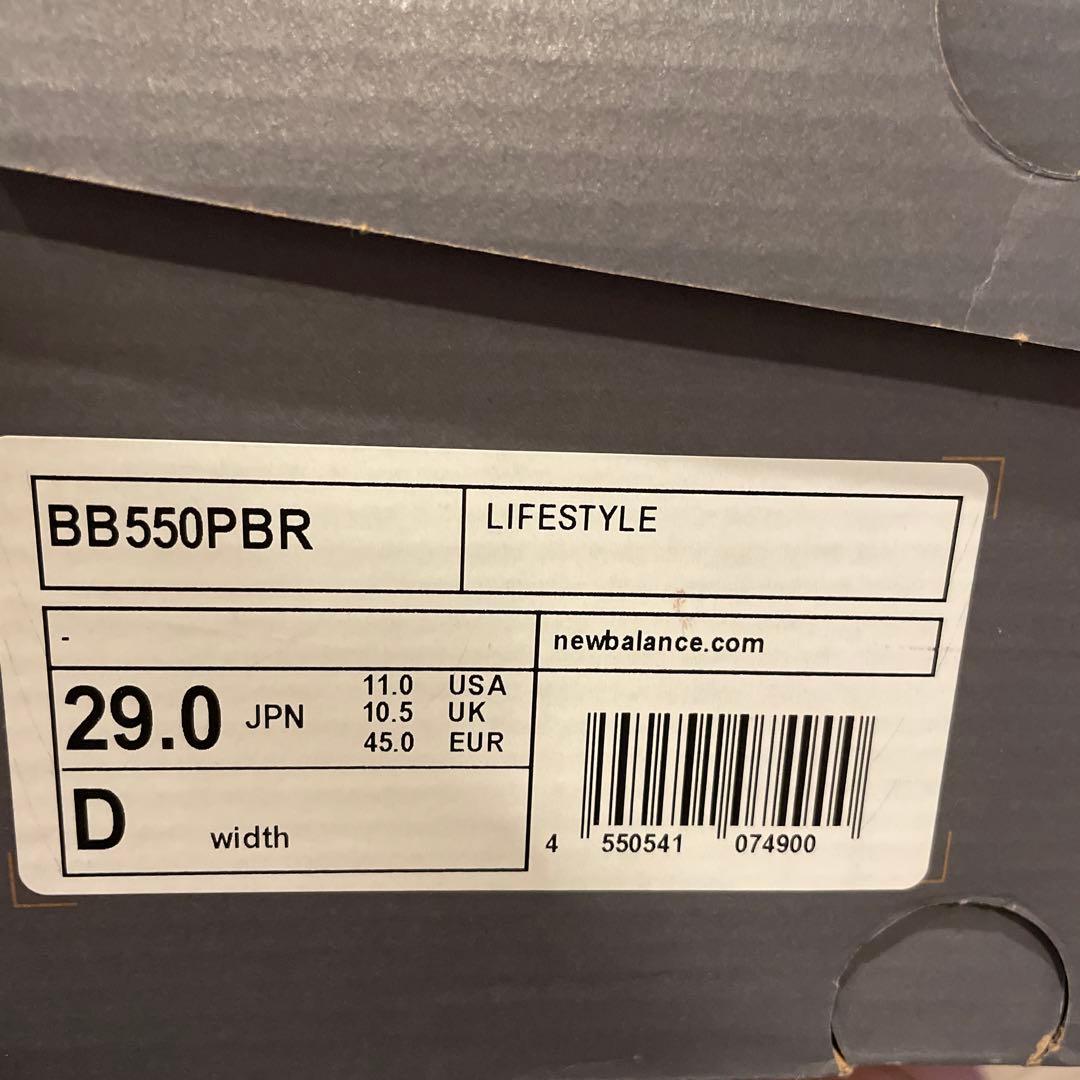 BB550PBR
LIFESTYLE
-
newbalance.com
29.0 JPN
11.0 USA
10.5 UK
45.0 EUR
D width
4 550541 074900